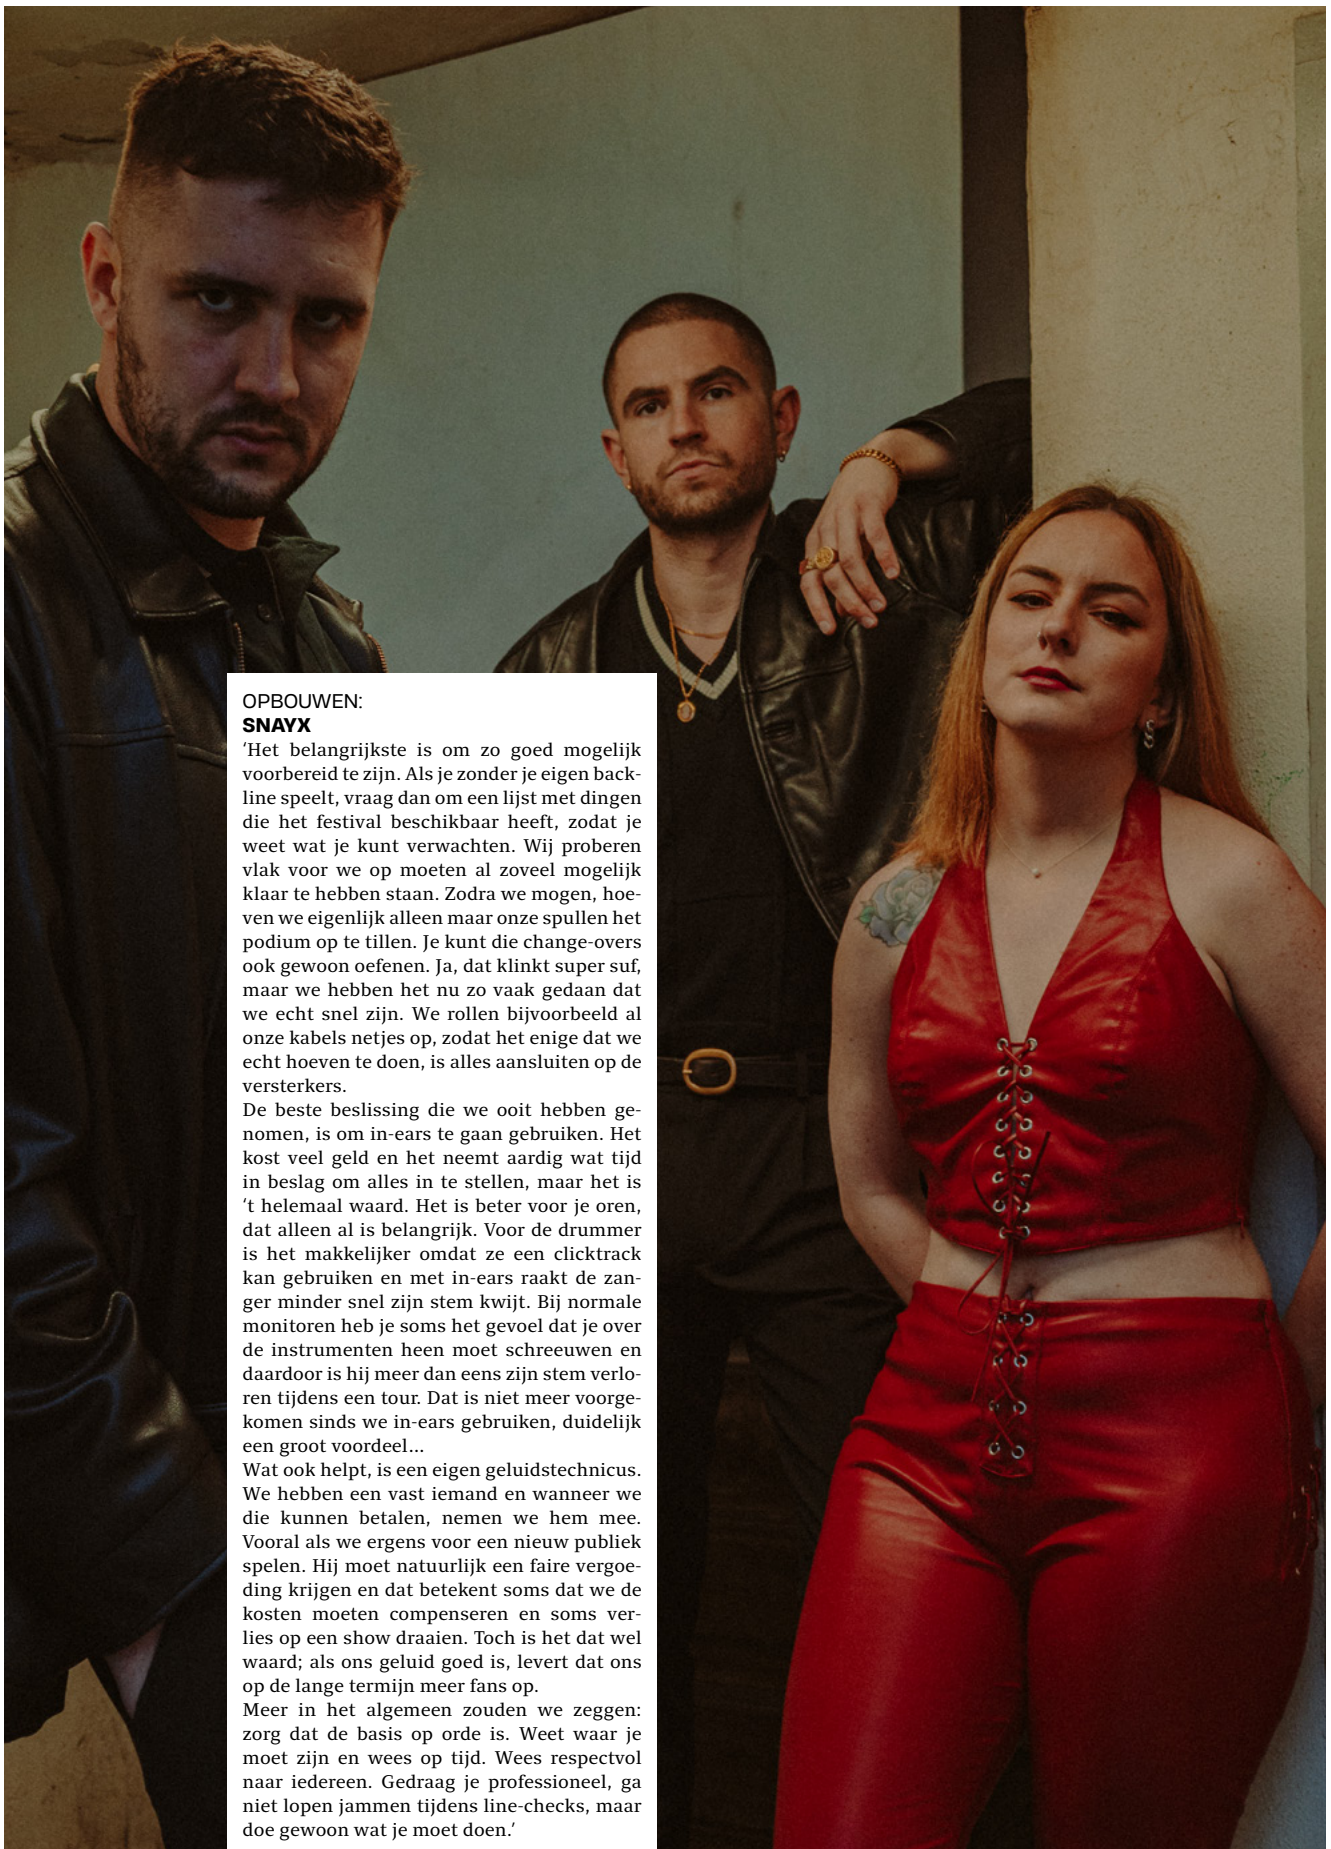 OPBOUWEN:
SNAYX
‘Het belangrijkste is om zo goed mogelijk
voorbereid te zijn. Als je zonder je eigen back-
line speelt, vraag dan om een lijst met dingen
die het festival beschikbaar heeft, zodat je
weet wat je kunt verwachten. Wij proberen
vlak voor we op moeten al zoveel mogelijk
klaar te hebben staan. Zodra we mogen, hoe-
ven we eigenlijk alleen maar onze spullen het
podium op te tillen. Je kunt die change-overs
ook gewoon oefenen. Ja, dat klinkt super suf,
maar we hebben het nu zo vaak gedaan dat
we echt snel zijn. We rollen bijvoorbeeld al
onze kabels netjes op, zodat het enige dat we
echt hoeven te doen, is alles aansluiten op de
versterkers.
De beste beslissing die we ooit hebben ge-
nomen, is om in-ears te gaan gebruiken. Het
kost veel geld en het neemt aardig wat tijd
in beslag om alles in te stellen, maar het is
‘t helemaal waard. Het is beter voor je oren,
dat alleen al is belangrijk. Voor de drummer
is het makkelijker omdat ze een clicktrack
kan gebruiken en met in-ears raakt de zan-
ger minder snel zijn stem kwijt. Bij normale
monitoren heb je soms het gevoel dat je over
de instrumenten heen moet schreeuwen en
daardoor is hij meer dan eens zijn stem verlo-
ren tijdens een tour. Dat is niet meer voorge-
komen sinds we in-ears gebruiken, duidelijk
een groot voordeel...
Wat ook helpt, is een eigen geluidstechnicus.
We hebben een vast iemand en wanneer we
die kunnen betalen, nemen we hem mee.
Vooral als we ergens voor een nieuw publiek
spelen. Hij moet natuurlijk een faire vergoe-
ding krijgen en dat betekent soms dat we de
kosten moeten compenseren en soms ver-
lies op een show draaien. Toch is het dat wel
waard; als ons geluid goed is, levert dat ons
op de lange termijn meer fans op.
Meer in het algemeen zouden we zeggen:
zorg dat de basis op orde is. Weet waar je
moet zijn en wees op tijd. Wees respectvol
naar iedereen. Gedraag je professioneel, ga
niet lopen jammen tijdens line-checks, maar
doe gewoon wat je moet doen.’